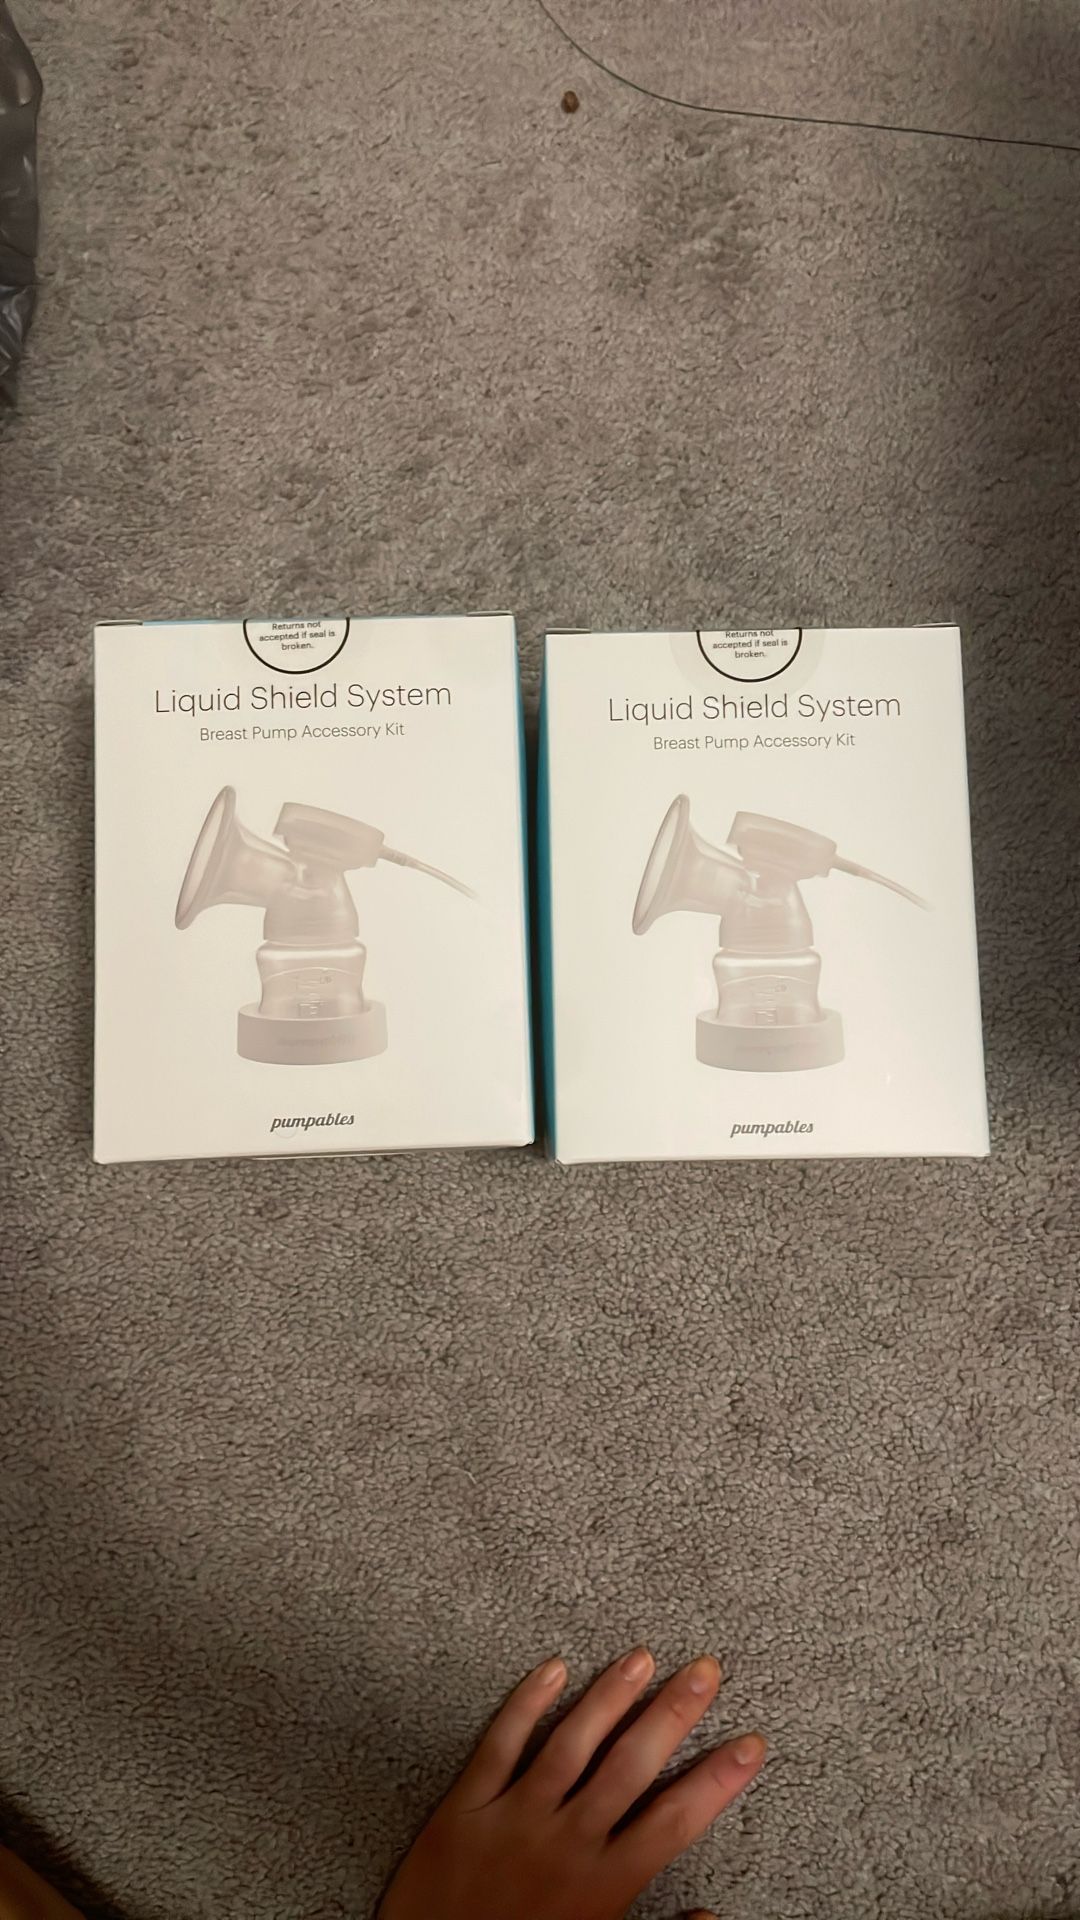 Returns not
accepted if seal is
broken.
Liquid Shield System
Breast Pump Accessory Kit
pumpables
Returns not
accepted if seal is
broken.
Liquid Shield System
Breast Pump Accessory Kit
pumpables